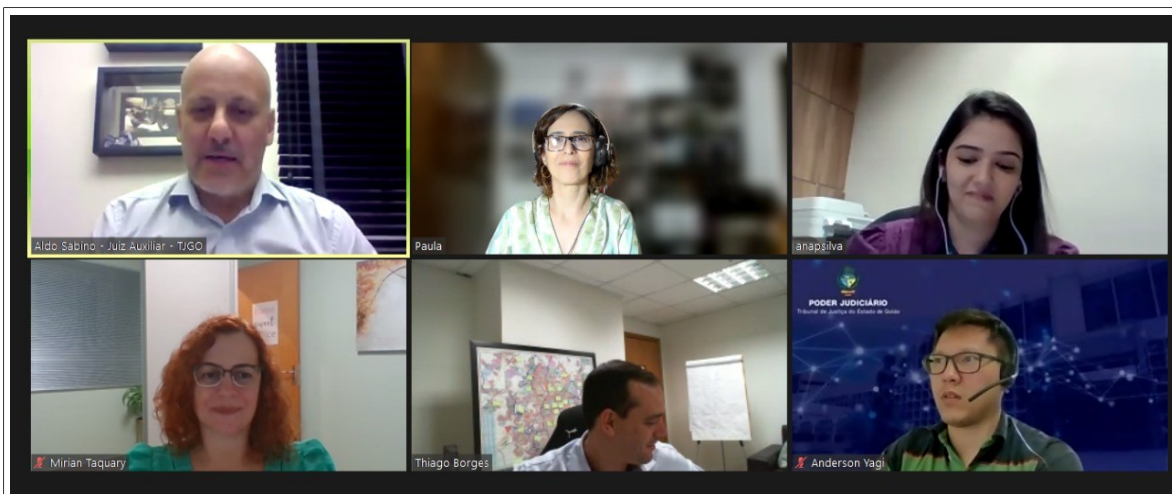 Aldo Sabino - Juiz Auxiliar - TJGO
Paula
anapsilva
PODER JUDICIÁRIO
Tribunal de Justiça do Estado de Goiás
Mirian Taquary
Thiago Borges
Anderson Yagi